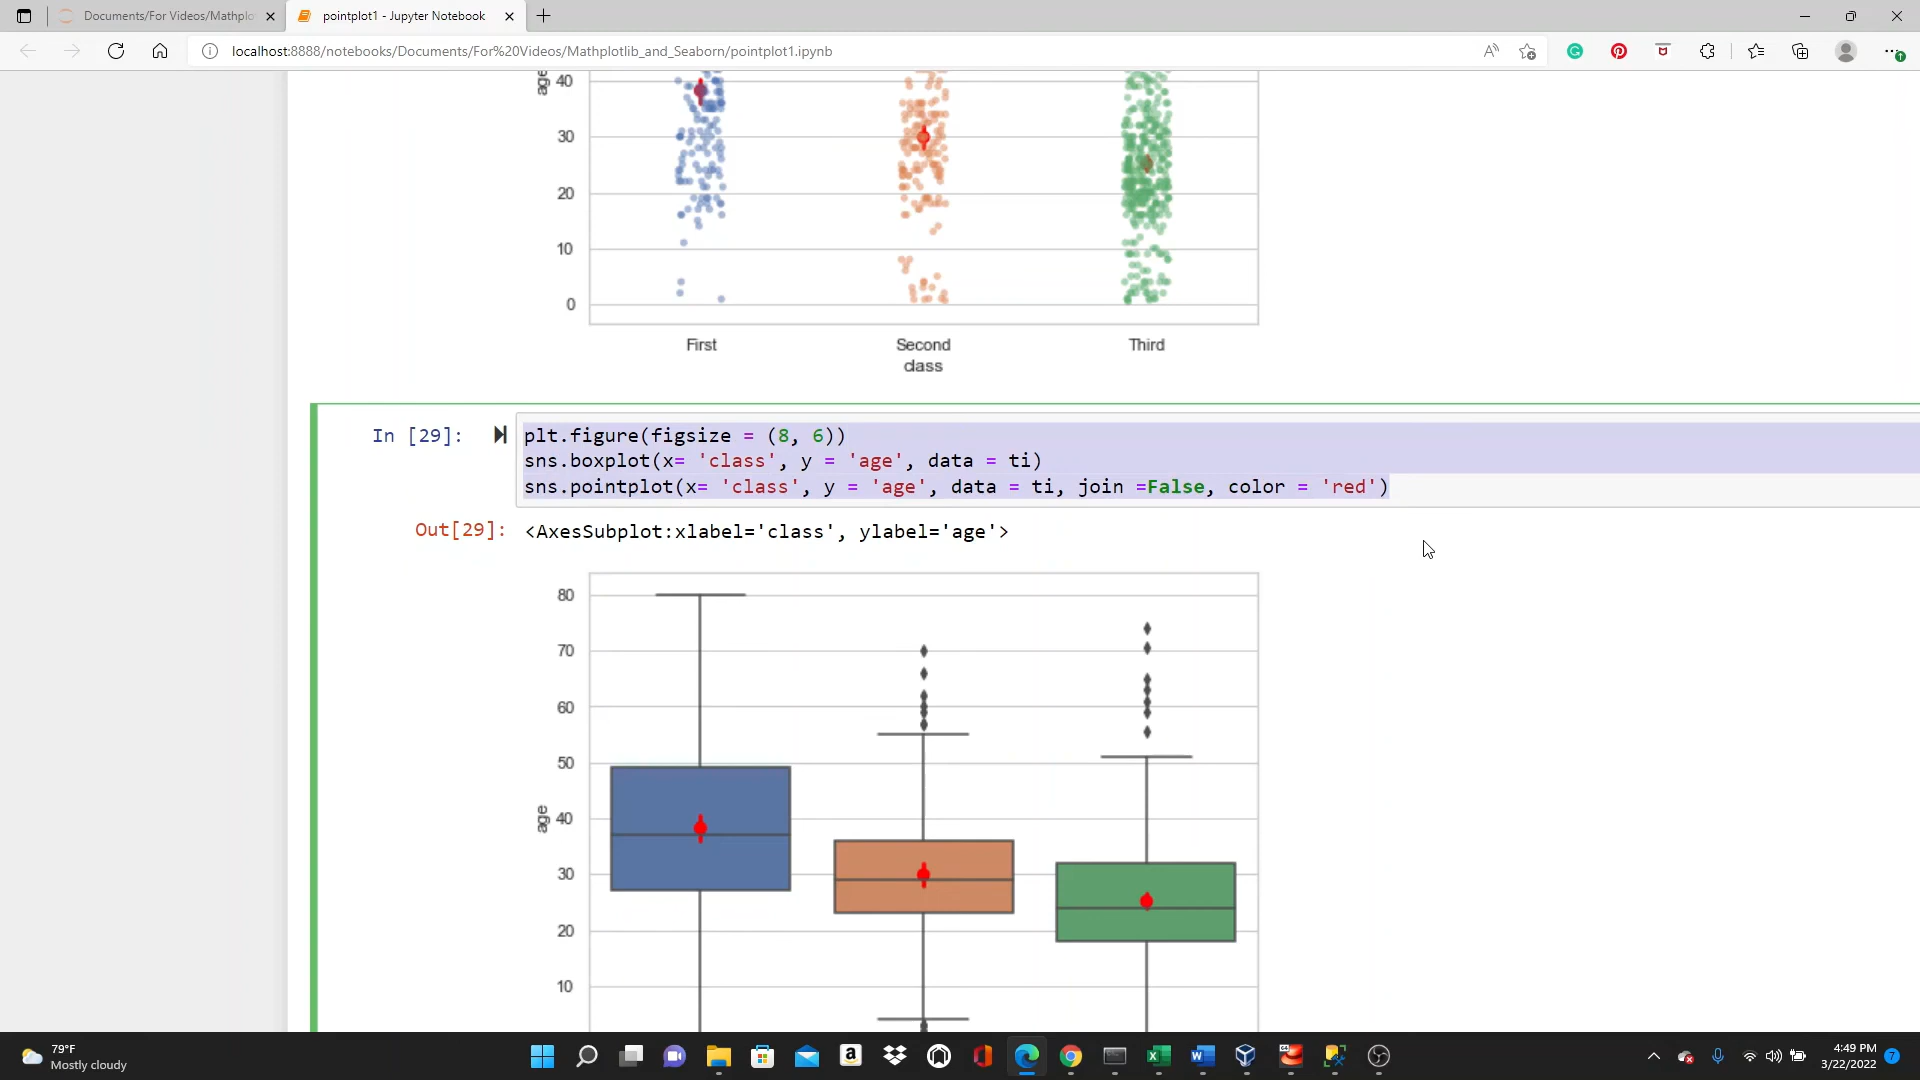 Documents/For Videos/Mathplo
pointplot1 - Jupyter Notebook
localhost:8888/notebooks/Documents/For%20Videos/Mathplotlib_and_Seaborn/pointplot1.ipynb
age
40
30
20
10
0
First
Second
Third
class
In [29]:
plt.figure(figsize = (8, 6))
sns.boxplot(x= 'class', y = 'age', data = ti)
sns.pointplot(x= 'class', y = 'age', data = ti, join =False, color = 'red')
Out[29]:
<AxesSubplot:xlabel='class', ylabel='age'>
80
70
60
50
age
40
30
20
10
79°F
Mostly cloudy
4:49 PM
3/22/2022
7